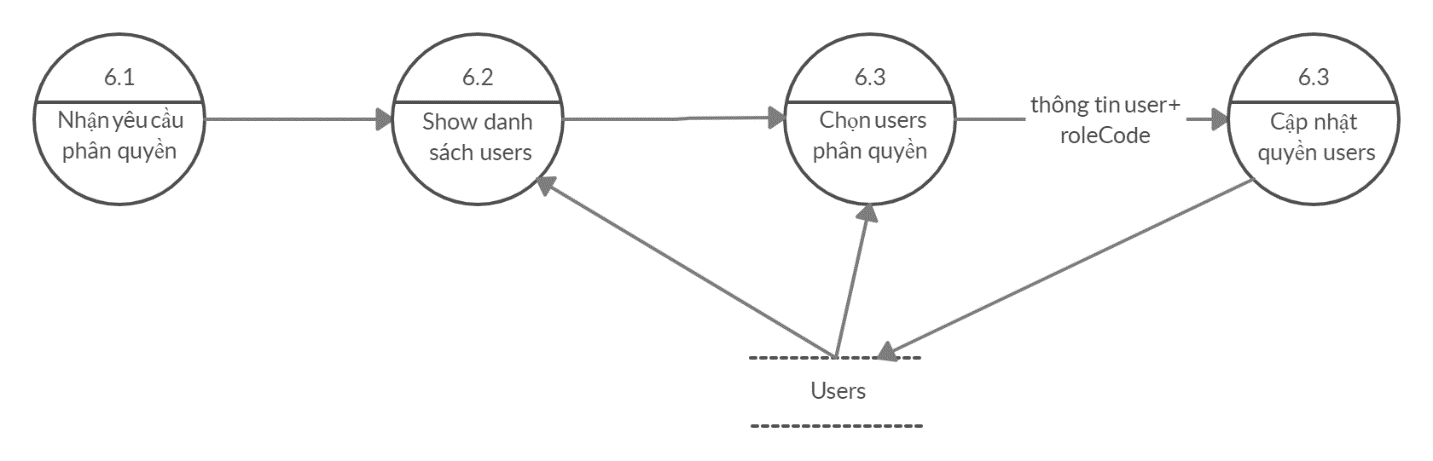 6.1
Nhận yêu cầu
phân quyền
6.2
Show danh
sách users
6.3
Chọn users
phân quyền
thông tin user+
roleCode
6.3
Cập nhật
quyền users
Users